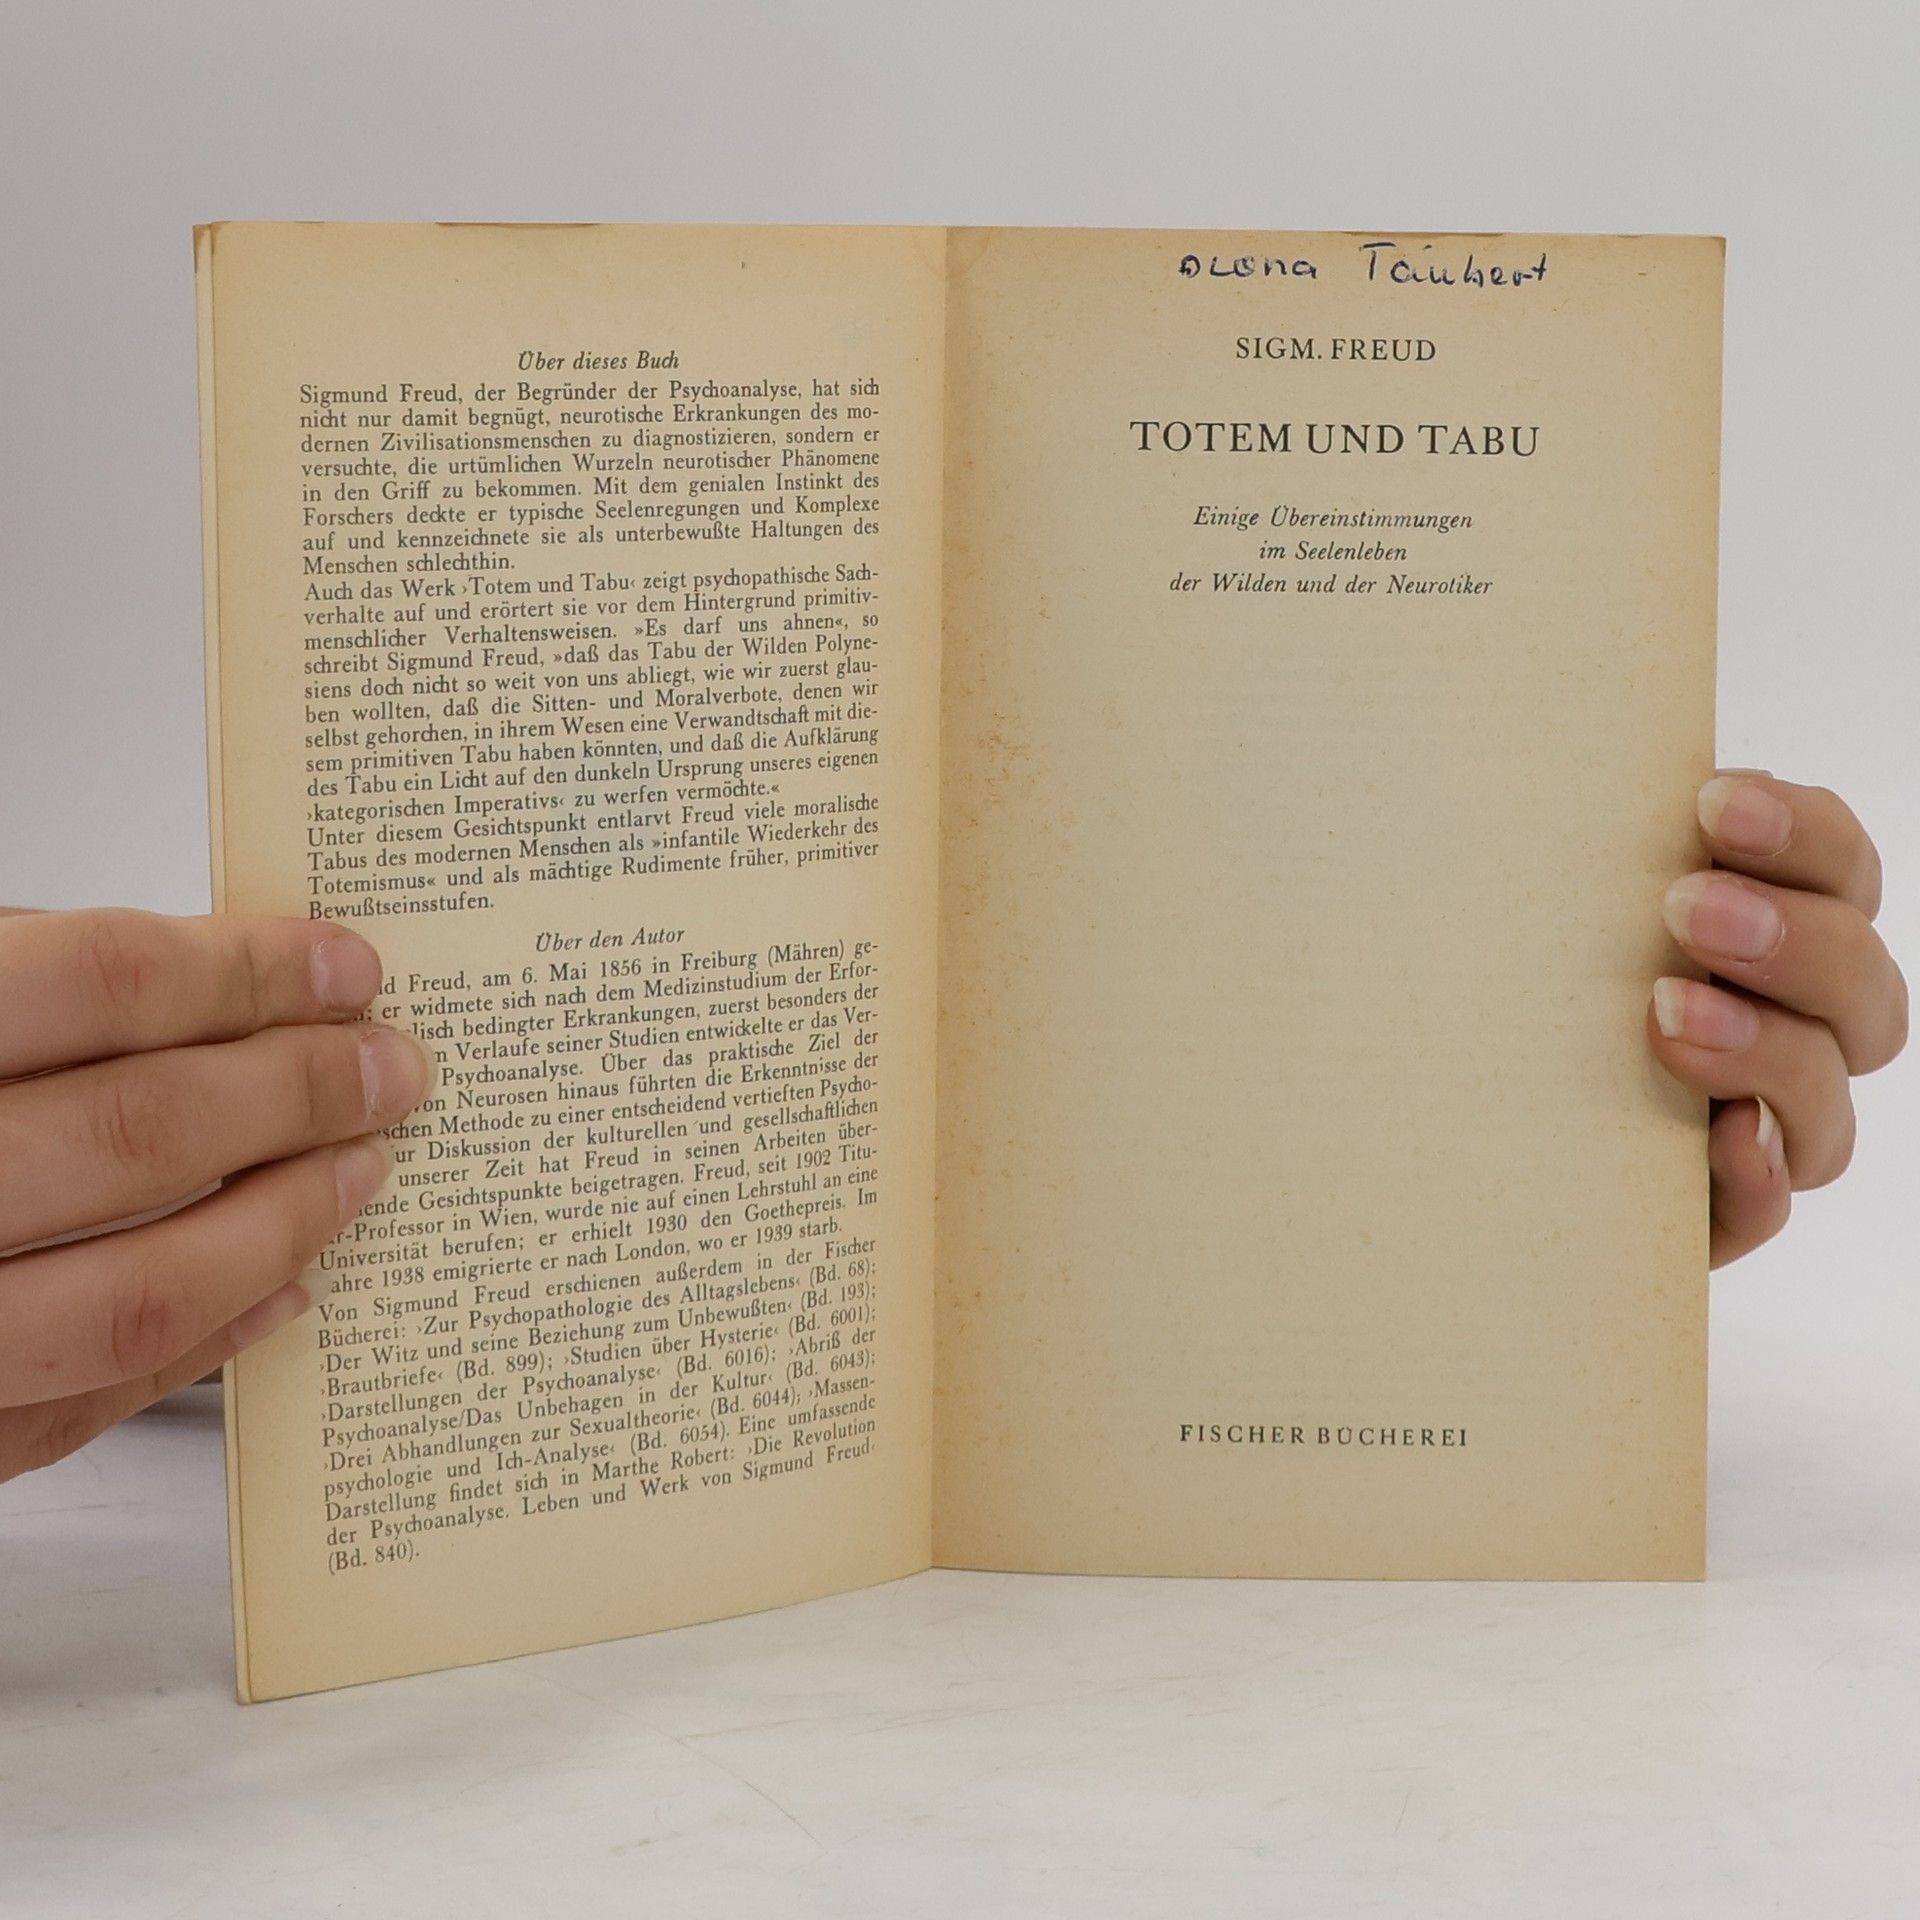 Über dieses Buch
Sigmund Freud, der Begründer der Psychoanalyse, hat sich
nicht nur damit begnügt, neurotische Erkrankungen des mo-
dernen Zivilisationsmenschen zu diagnostizieren, sondern er
versuchte, die urtümlichen Wurzeln neurotischer Phänomene
in den Griff zu bekommen. Mit dem genialen Instinkt des
Forschers deckte er typische Seelenregungen und Komplexe
auf und kennzeichnete sie als unterbewußte Haltungen des
Menschen schlechthin.
Auch das Werk ›Totem und Tabu‹ zeigt psychopathische Sach-
verhalte auf und erörtert sie vor dem Hintergrund primitiv-
menschlicher Verhaltensweisen. »Es darf uns ahnen«, so
schreibt Sigmund Freud, »daß das Tabu der Wilden Polyne-
siens doch nicht so weit von uns abliegt, wie wir zuerst glau-
ben wollten, daß die Sitten- und Moralverbote, denen wir
selbst gehorchen, in ihrem Wesen eine Verwandtschaft mit die-
sem primitiven Tabu haben könnten, und daß die Aufklärung
des Tabu ein Licht auf den dunkeln Ursprung unseres eigenen
›kategorischen Imperativs‹ zu werfen vermöchte.«
Unter diesem Gesichtspunkt entlarvt Freud viele moralische
Tabus des modernen Menschen als »infantile Wiederkehr des
Totemismus« und als mächtige Rudimente früher, primitiver
Bewußtseinsstufen.
Über den Autor
Freud, am 6. Mai 1856 in Freiburg (Mähren) ge-
er widmete sich nach dem Medizinstudium der Erfor-
lisch bedingter Erkrankungen, zuerst besonders der
Verlaufe seiner Studien entwickelte er das Ver-
Psychoanalyse. Über das praktische Ziel der
von Neurosen hinaus führten die Erkenntnisse der
schen Methode zu einer entscheidend vertieften Psycho-
ur Diskussion der kulturellen und gesellschaftlichen
unserer Zeit hat Freud in seinen Arbeiten über-
ende Gesichtspunkte beigetragen. Freud, seit 1902 Titu-
r-Professor in Wien, wurde nie auf einen Lehrstuhl an eine
Universität berufen; er erhielt 1930 den Goethepreis. Im
ahre 1938 emigrierte er nach London, wo er 1939 starb.
Von Sigmund Freud erschienen außerdem in der Fischer
Bücherei: ›Zur Psychopathologie des Alltagslebens‹ (Bd. 68);
›Der Witz und seine Beziehung zum Unbewußten‹ (Bd. 193);
›Brautbriefe‹ (Bd. 899); ›Studien über Hysterie‹ (Bd. 6001);
›Darstellungen der Psychoanalyse‹ (Bd. 6016); ›Abriß der
Psychoanalyse/Das Unbehagen in der Kultur‹ (Bd. 6043);
›Drei Abhandlungen zur Sexualtheorie‹ (Bd. 6044); ›Massen-
psychologie und Ich-Analyse‹ (Bd. 6054). Eine umfassende
Darstellung findet sich in Marthe Robert: ›Die Revolution
der Psychoanalyse. Leben und Werk von Sigmund Freud‹
(Bd. 840).
Taubert
SIGM. FREUD
TOTEM UND TABU
Einige Übereinstimmungen
im Seelenleben
der Wilden und der Neurotiker
FISCHER BÜCHEREI